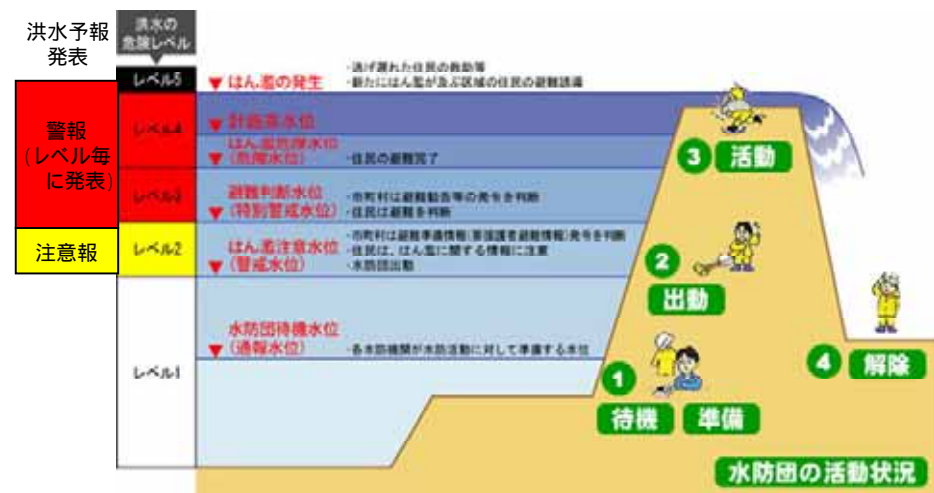 洪水予報
発表
洪水の
危険レベル
警報
(レベル毎
に発表)
注意報
レベル5
▼はん濫の発生
・逃げ遅れた住民の救助等
・新たにはん濫が及ぶ区域の住民の避難誘導
レベル4
▼計画高水位
はん濫危険水位
▼(危険水位)
・住民の避難完了
レベル3
避難判断水位
▼(特別警戒水位)
・市町村は避難勧告等の発令を判断
・住民は避難を判断
レベル2
はん濫注意水位
▼(警戒水位)
・市町村は避難準備情報(要援護者避難情報)発令を判断
・住民は、はん濫に関する情報に注意
・水防団出動
レベル1
水防団待機水位
▼(通報水位)
・各水防機関が水防活動に対して準備する水位
3 活動
2
出動
1
待機 準備
4 解除
水防団の活動状況